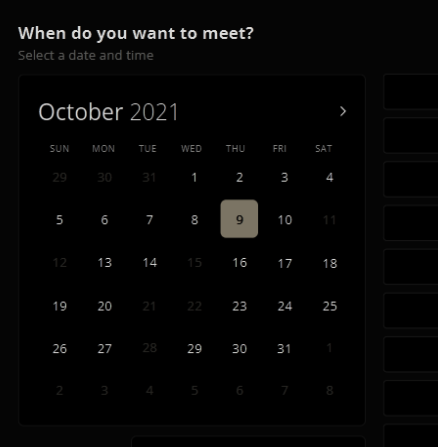 When do you want to meet?
Select a date and time
October 2021
SUN MON TUE WED THU FRI SAT
29 30 31 1 2 3 4
5 6 7 8 9 10 11
12 13 14 15 16 17 18
19 20 21 22 23 24 25
26 27 28 29 30 31 1
2 3 4 5 6 7 8